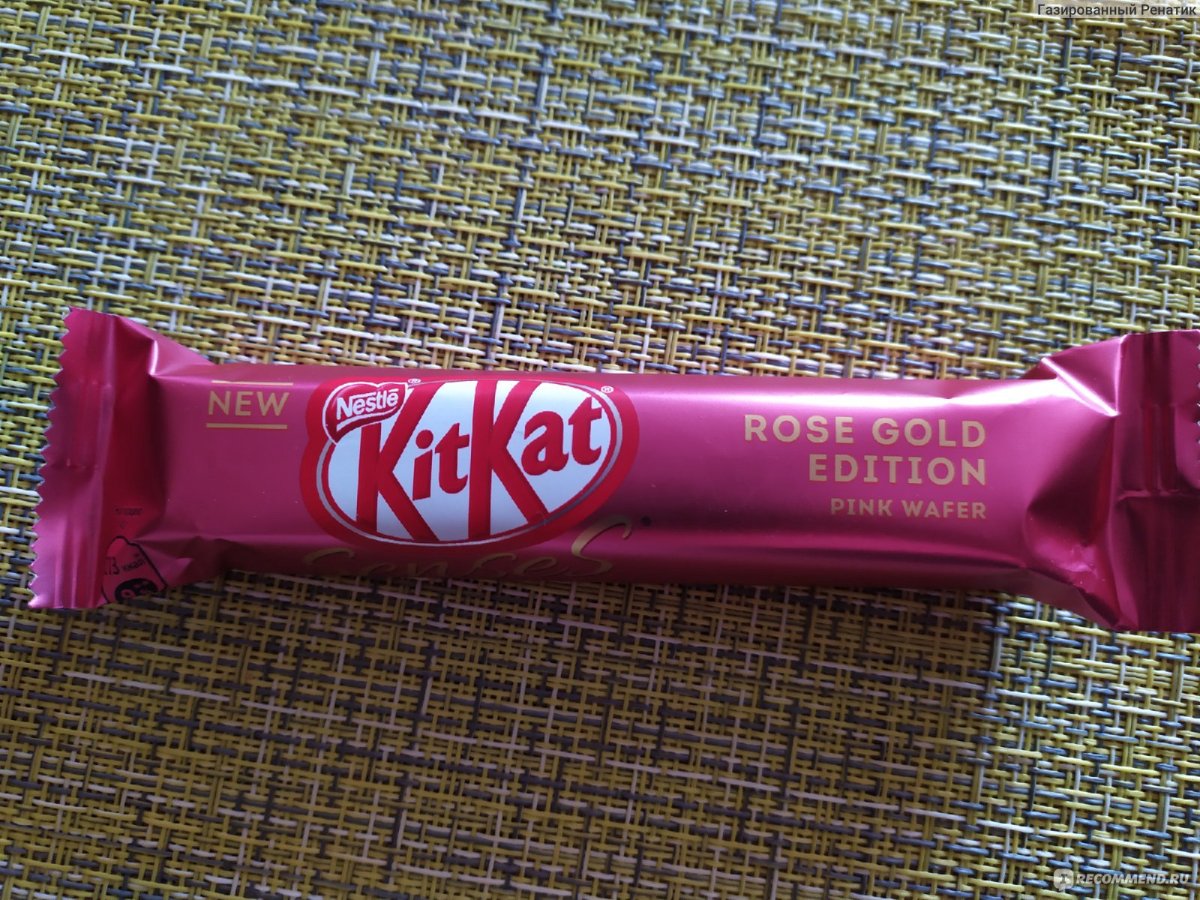 Газированный Ренатик
NEW
Nestlé®
KitKat®
Senses
ROSE GOLD
EDITION
PINK WAFER
RECOMMEND.RU